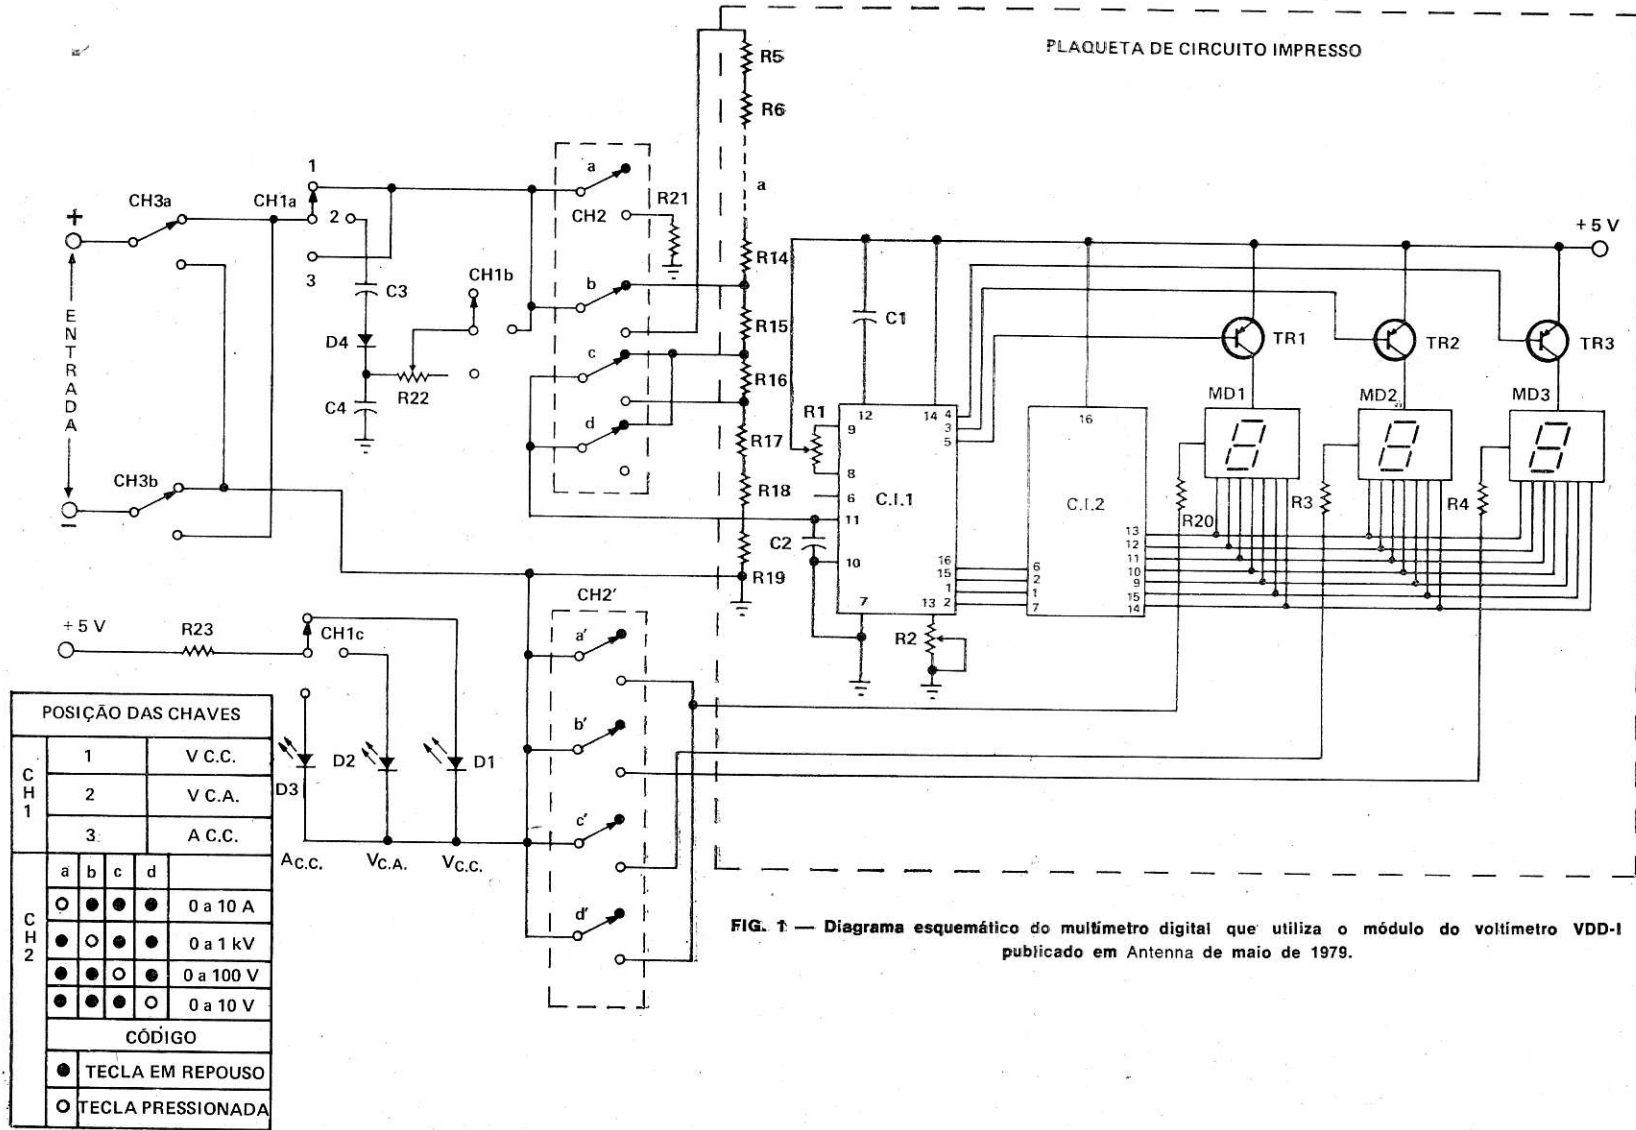 PLAQUETA DE CIRCUITO IMPRESSO
R5
R6
a
R14
R15
R16
R17
R18
R19
+
ENTRADA
−
CH3a
CH3b
CH1a
1
2
3
C3
D4
C4
R22
CH1b
a
CH2
b
c
d
R21
+ 5 V
C1
R1
9
8
6
11
10
12
14
4
3
5
C.I.1
16
15
1
2
7
13
C2
R2
16
C.I.2
6
2
1
7
13
12
11
10
9
15
14
TR1
TR2
TR3
MD1
MD2
MD3
R20
R3
R4
+ 5 V
R23
CH1c
D3
D2
D1
A C.C.
V C.A.
V C.C.
CH2'
a'
b'
c'
d'
POSIÇÃO DAS CHAVES
CH1
1 V C.C.
2 V C.A.
3 A C.C.
CH2
a b c d
0 a 10 A
0 a 1 kV
0 a 100 V
0 a 10 V
CÓDIGO
TECLA EM REPOUSO
TECLA PRESSIONADA
FIG. 1 — Diagrama esquemático do multímetro digital que utiliza o módulo do voltímetro VDD-I
publicado em Antenna de maio de 1979.